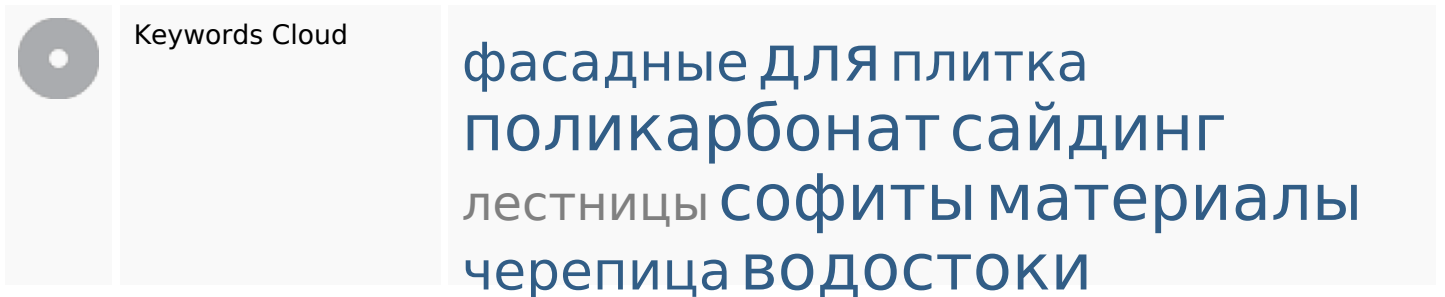 Keywords Cloud
фасадные для плитка
поликарбонат сайдинг
лестницы софиты материалы
черепица водостоки